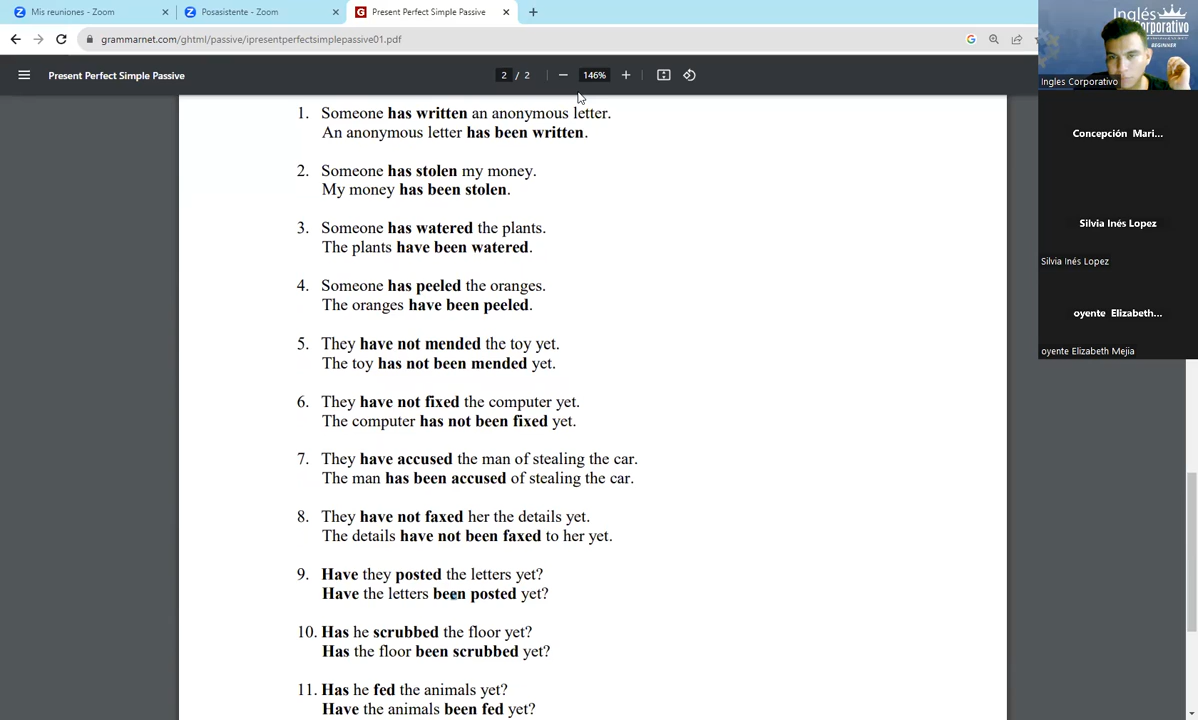 Mis reuniones - Zoom
Posasistente - Zoom
Present Perfect Simple Passive
grammarnet.com/ghtml/passive/ipresentperfectsimplepassive01.pdf
Present Perfect Simple Passive
2 / 2
146%
1. Someone has written an anonymous letter.
An anonymous letter has been written.
2. Someone has stolen my money.
My money has been stolen.
3. Someone has watered the plants.
The plants have been watered.
4. Someone has peeled the oranges.
The oranges have been peeled.
5. They have not mended the toy yet.
The toy has not been mended yet.
6. They have not fixed the computer yet.
The computer has not been fixed yet.
7. They have accused the man of stealing the car.
The man has been accused of stealing the car.
8. They have not faxed her the details yet.
The details have not been faxed to her yet.
9. Have they posted the letters yet?
Have the letters been posted yet?
10. Has he scrubbed the floor yet?
Has the floor been scrubbed yet?
11. Has he fed the animals yet?
Have the animals been fed yet?
Inglés
BEGINNER
Ingles Corporativo
Concepción Mari...
Silvia Inés Lopez
Silvia Inés Lopez
oyente Elizabeth...
oyente Elizabeth Mejia